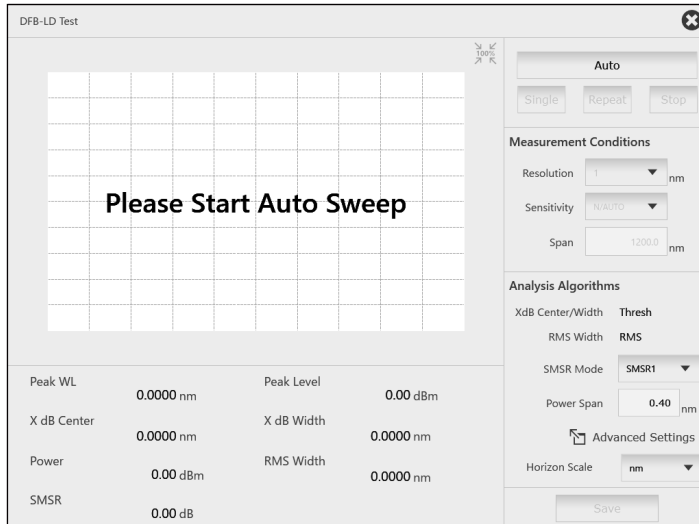 DFB-LD Test
100%
Please Start Auto Sweep
Auto
Single Repeat Stop
Measurement Conditions
Resolution 1 nm
Sensitivity N/AUTO
Span 1200.0 nm
Analysis Algorithms
XdB Center/Width Thresh
RMS Width RMS
SMSR Mode SMSR1
Power Span 0.40 nm
Advanced Settings
Horizon Scale nm
Save
Peak WL 0.0000 nm Peak Level 0.00 dBm
X dB Center 0.0000 nm X dB Width 0.0000 nm
Power 0.00 dBm RMS Width 0.0000 nm
SMSR 0.00 dB